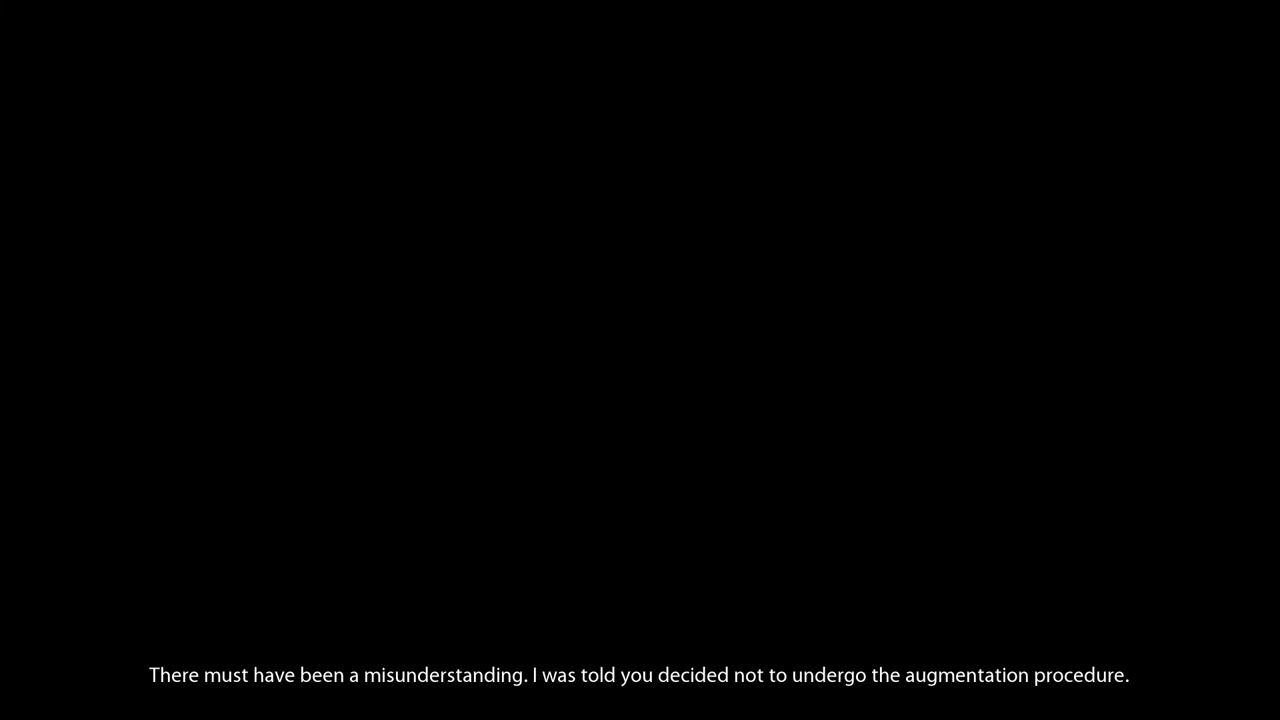 There must have been a misunderstanding. I was told you decided not to undergo the augmentation procedure.